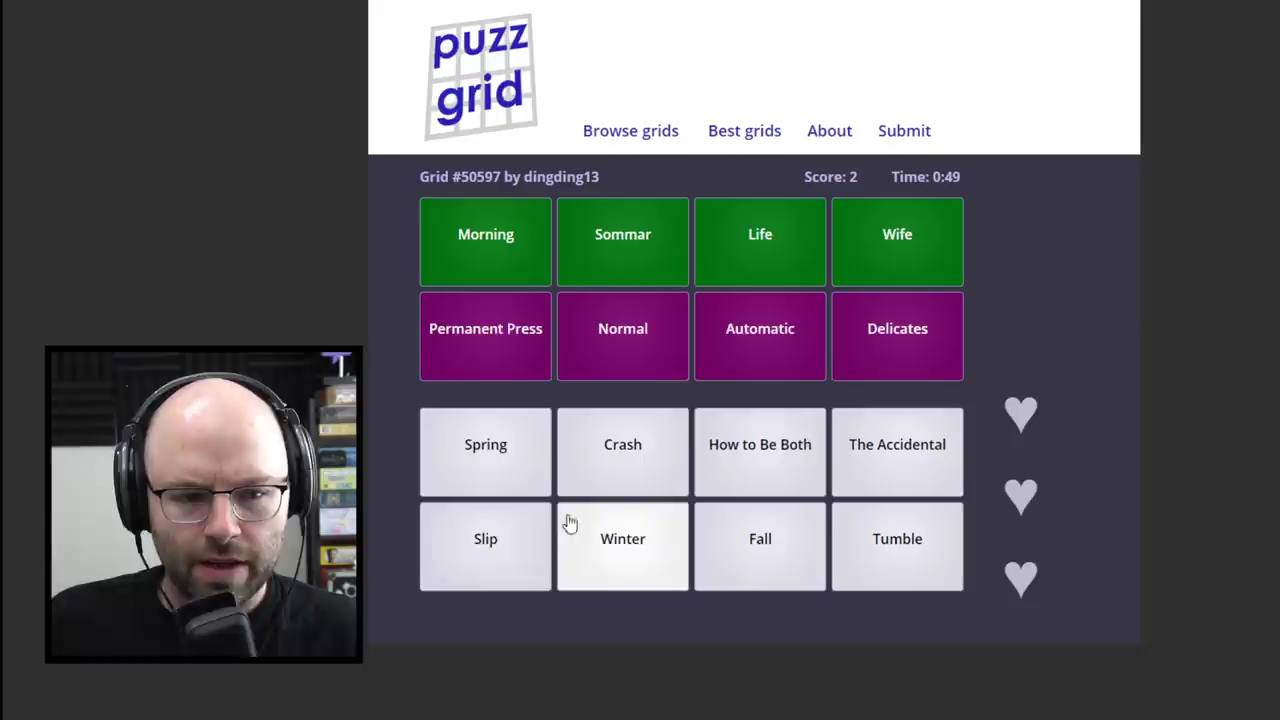 puzz
grid
Browse grids Best grids About Submit
Grid #50597 by dingding13 Score: 2 Time: 0:49
Morning Sommar Life Wife
Permanent Press Normal Automatic Delicates
Spring Crash How to Be Both The Accidental
Slip Winter Fall Tumble